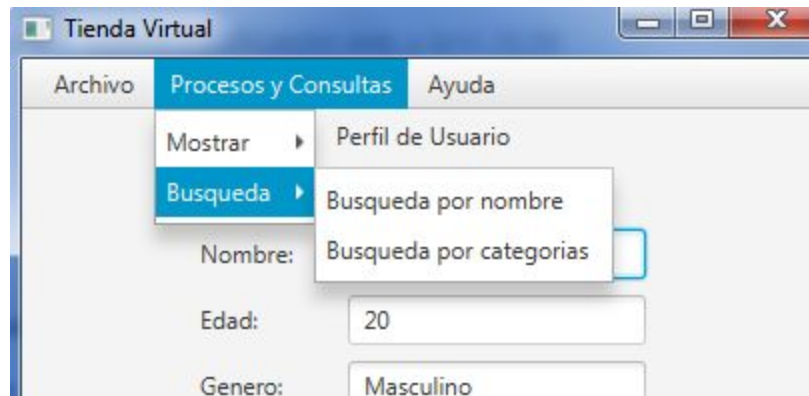 Tienda Virtual
Archivo Procesos y Consultas Ayuda
Mostrar
Perfil de Usuario
Busqueda
Busqueda por nombre
Busqueda por categorias
Nombre:
Edad: 20
Genero: Masculino